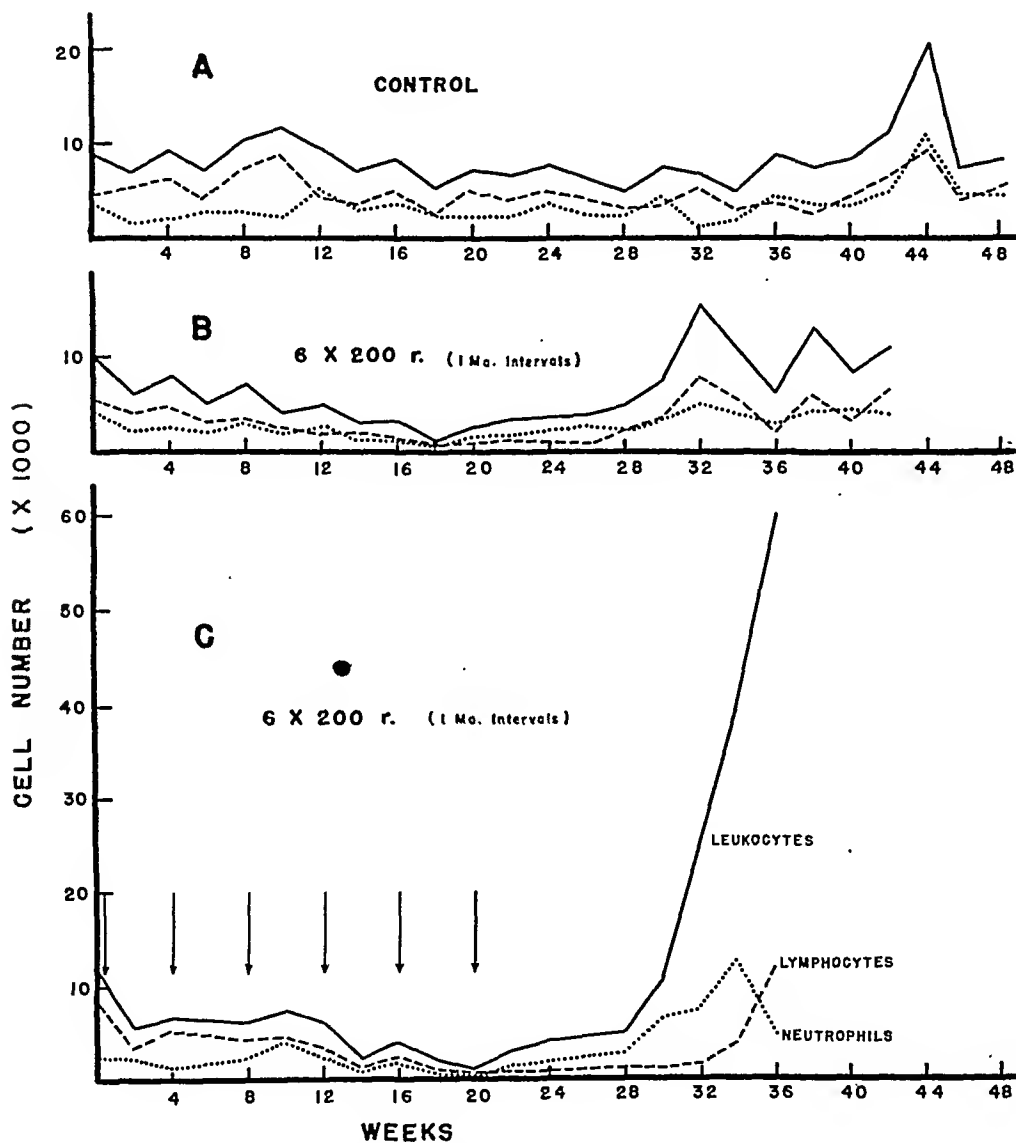 20
10
A
CONTROL
4 8 12 16 20 24 28 32 36 40 44 48
10
B
6 X 200 r. (1 Mo. Intervals)
4 8 12 16 20 24 28 32 36 40 44 48
CELL NUMBER (X 1000)
60
50
40
30
20
10
C
6 X 200 r. (1 Mo. Intervals)
LEUKOCYTES
LYMPHOCYTES
NEUTROPHILS
4 8 12 16 20 24 28 32 36 40 44 48
WEEKS